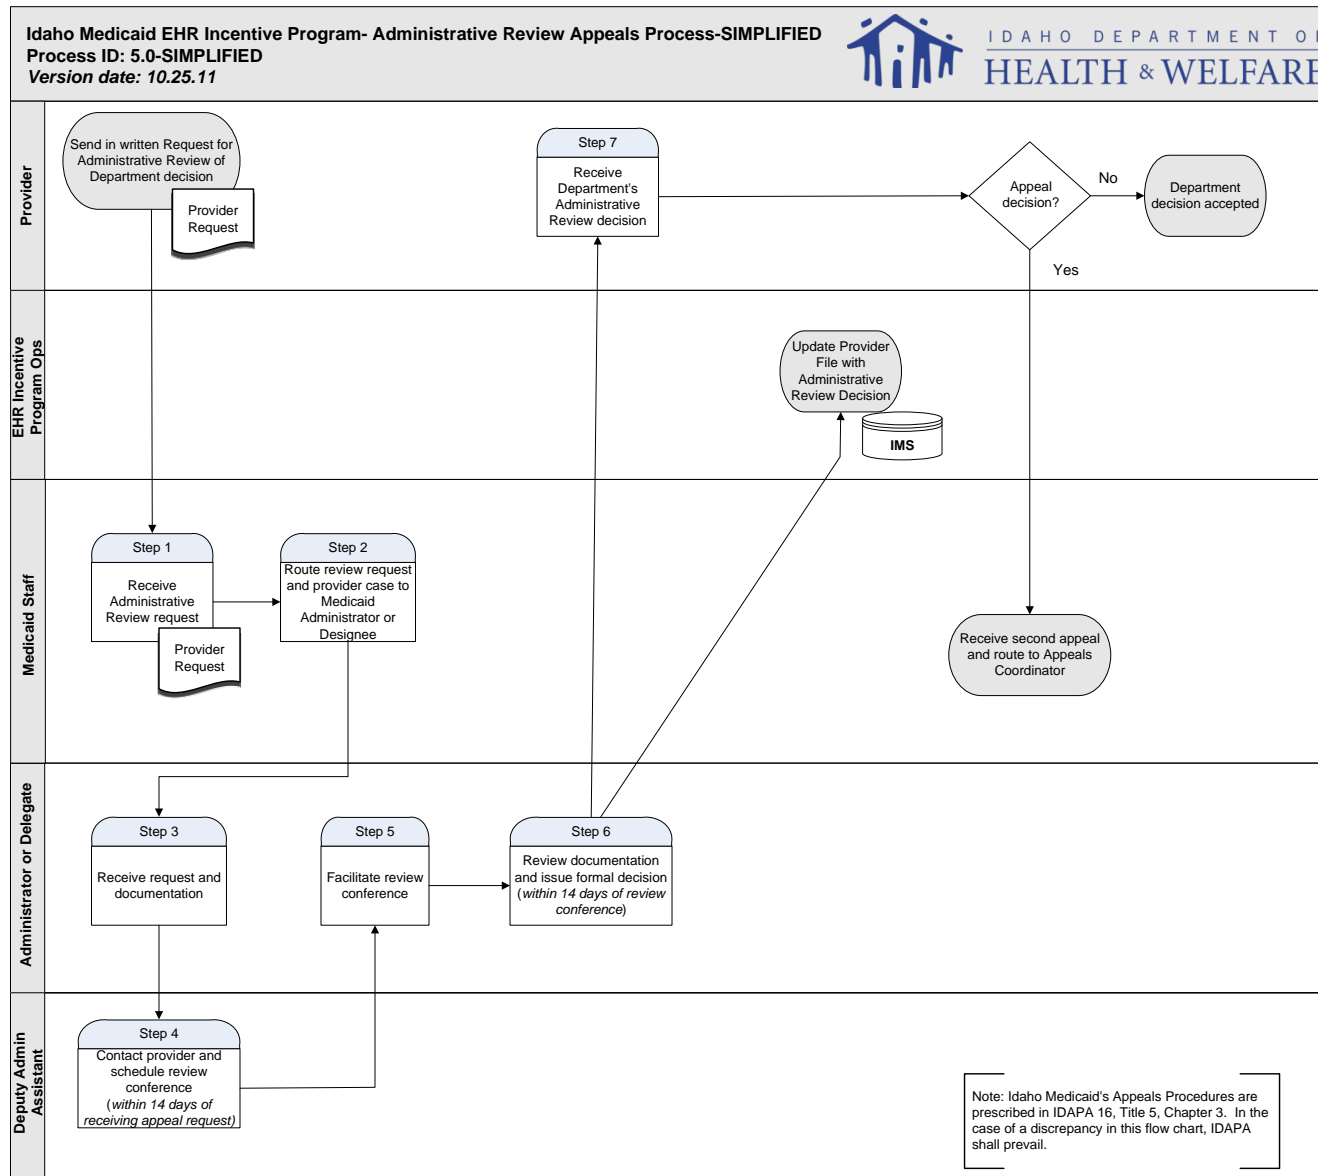 Idaho Medicaid EHR Incentive Program- Administrative Review Appeals Process-SIMPLIFIED
Process ID: 5.0-SIMPLIFIED
Version date: 10.25.11
IDAHO DEPARTMENT O
HEALTH & WELFARE
Provider
Send in written Request for
Administrative Review of
Department decision
Provider
Request
Step 7
Receive
Department's
Administrative
Review decision
Appeal
decision?
No
Department
decision accepted
Yes
EHR Incentive
Program Ops
Update Provider
File with
Administrative
Review Decision
IMS
Medicaid Staff
Step 1
Receive
Administrative
Review request
Provider
Request
Step 2
Route review request
and provider case to
Medicaid
Administrator or
Designee
Receive second appeal
and route to Appeals
Coordinator
Administrator or Delegate
Step 3
Receive request and
documentation
Step 5
Facilitate review
conference
Step 6
Review documentation
and issue formal decision
(within 14 days of review
conference)
Deputy Admin
Assistant
Step 4
Contact provider and
schedule review
conference
(within 14 days of
receiving appeal request)
Note: Idaho Medicaid's Appeals Procedures are
prescribed in IDAPA 16, Title 5, Chapter 3. In the
case of a discrepancy in this flow chart, IDAPA
shall prevail.